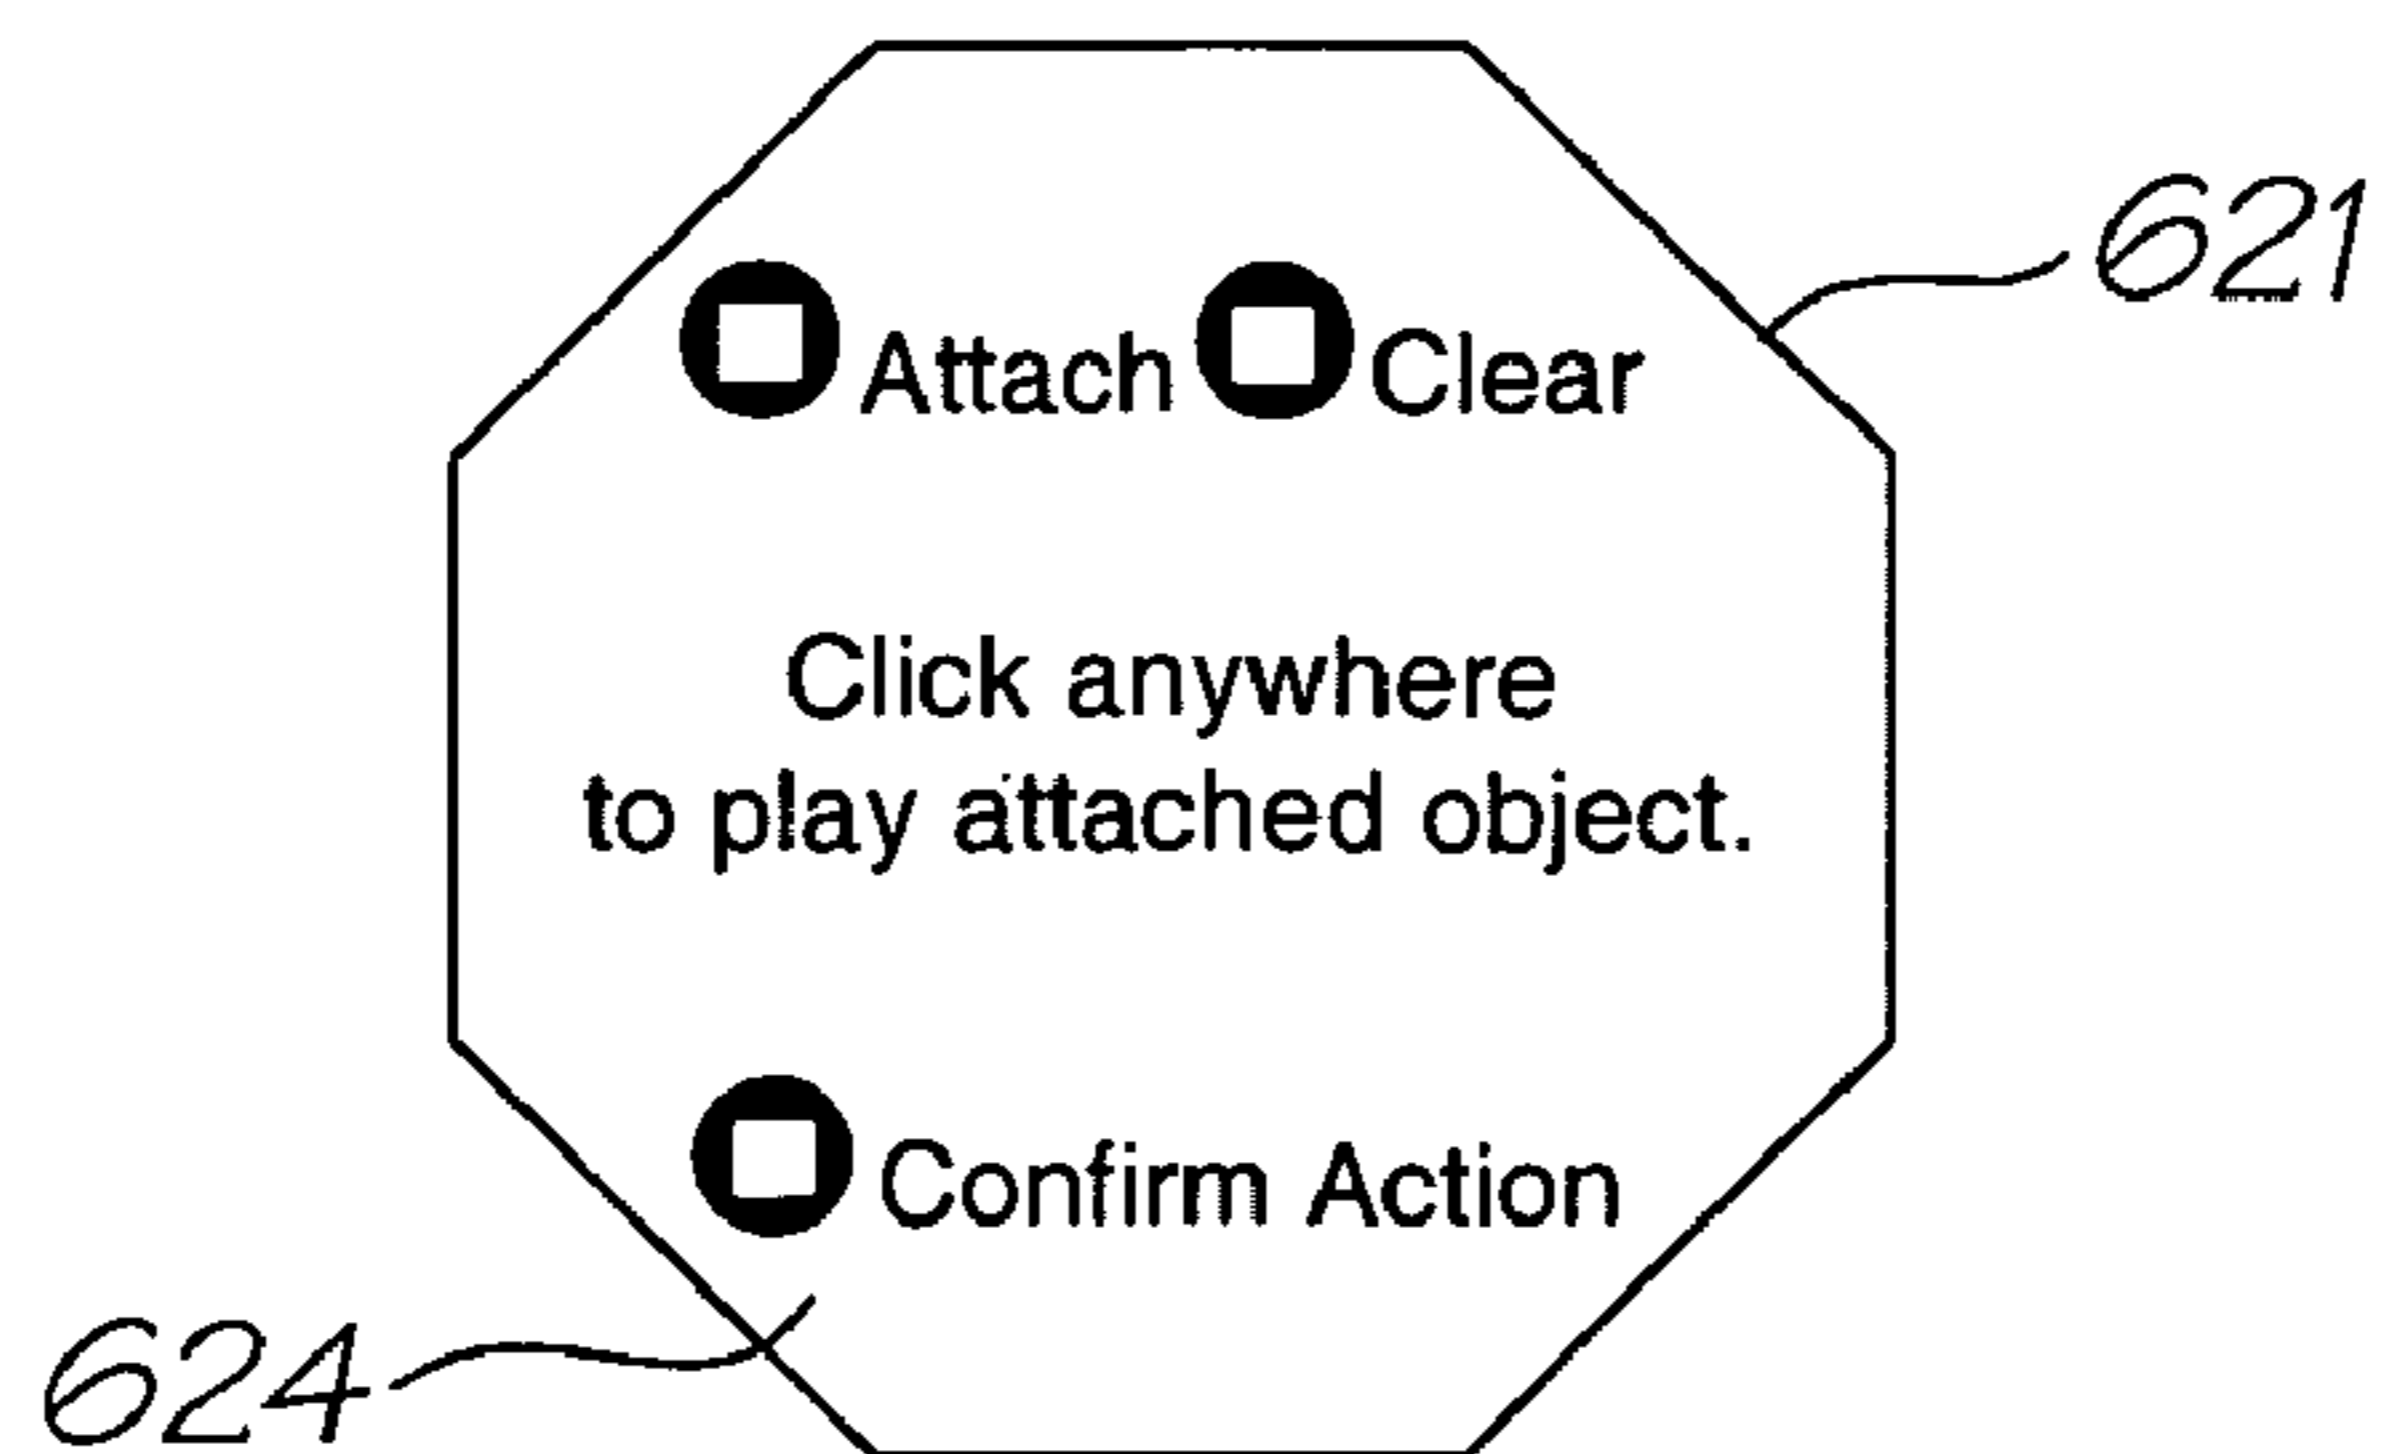 621
Attach Clear
Click anywhere
to play attached object.
Confirm Action
624